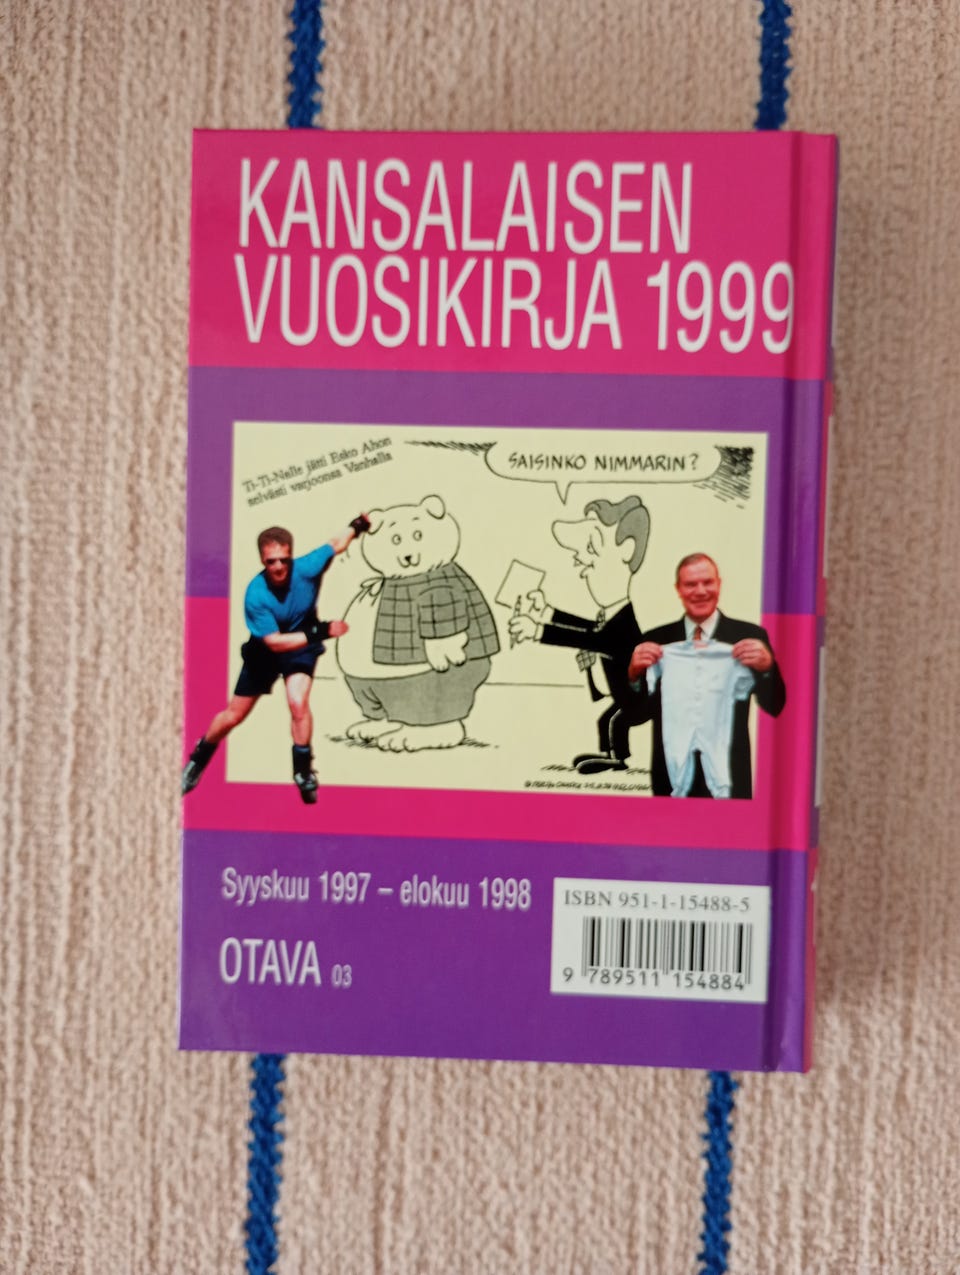 KANSALAISEN
VUOSIKIRJA 1999
Ti-Ti-Nalle jätti Esko Ahon
selvästi varjoonsa Vanhalla
SAISINKO NIMMARIN?
Syyskuu 1997 – elokuu 1998
OTAVA 03
ISBN 951-1-15488-5
9 789511 154884